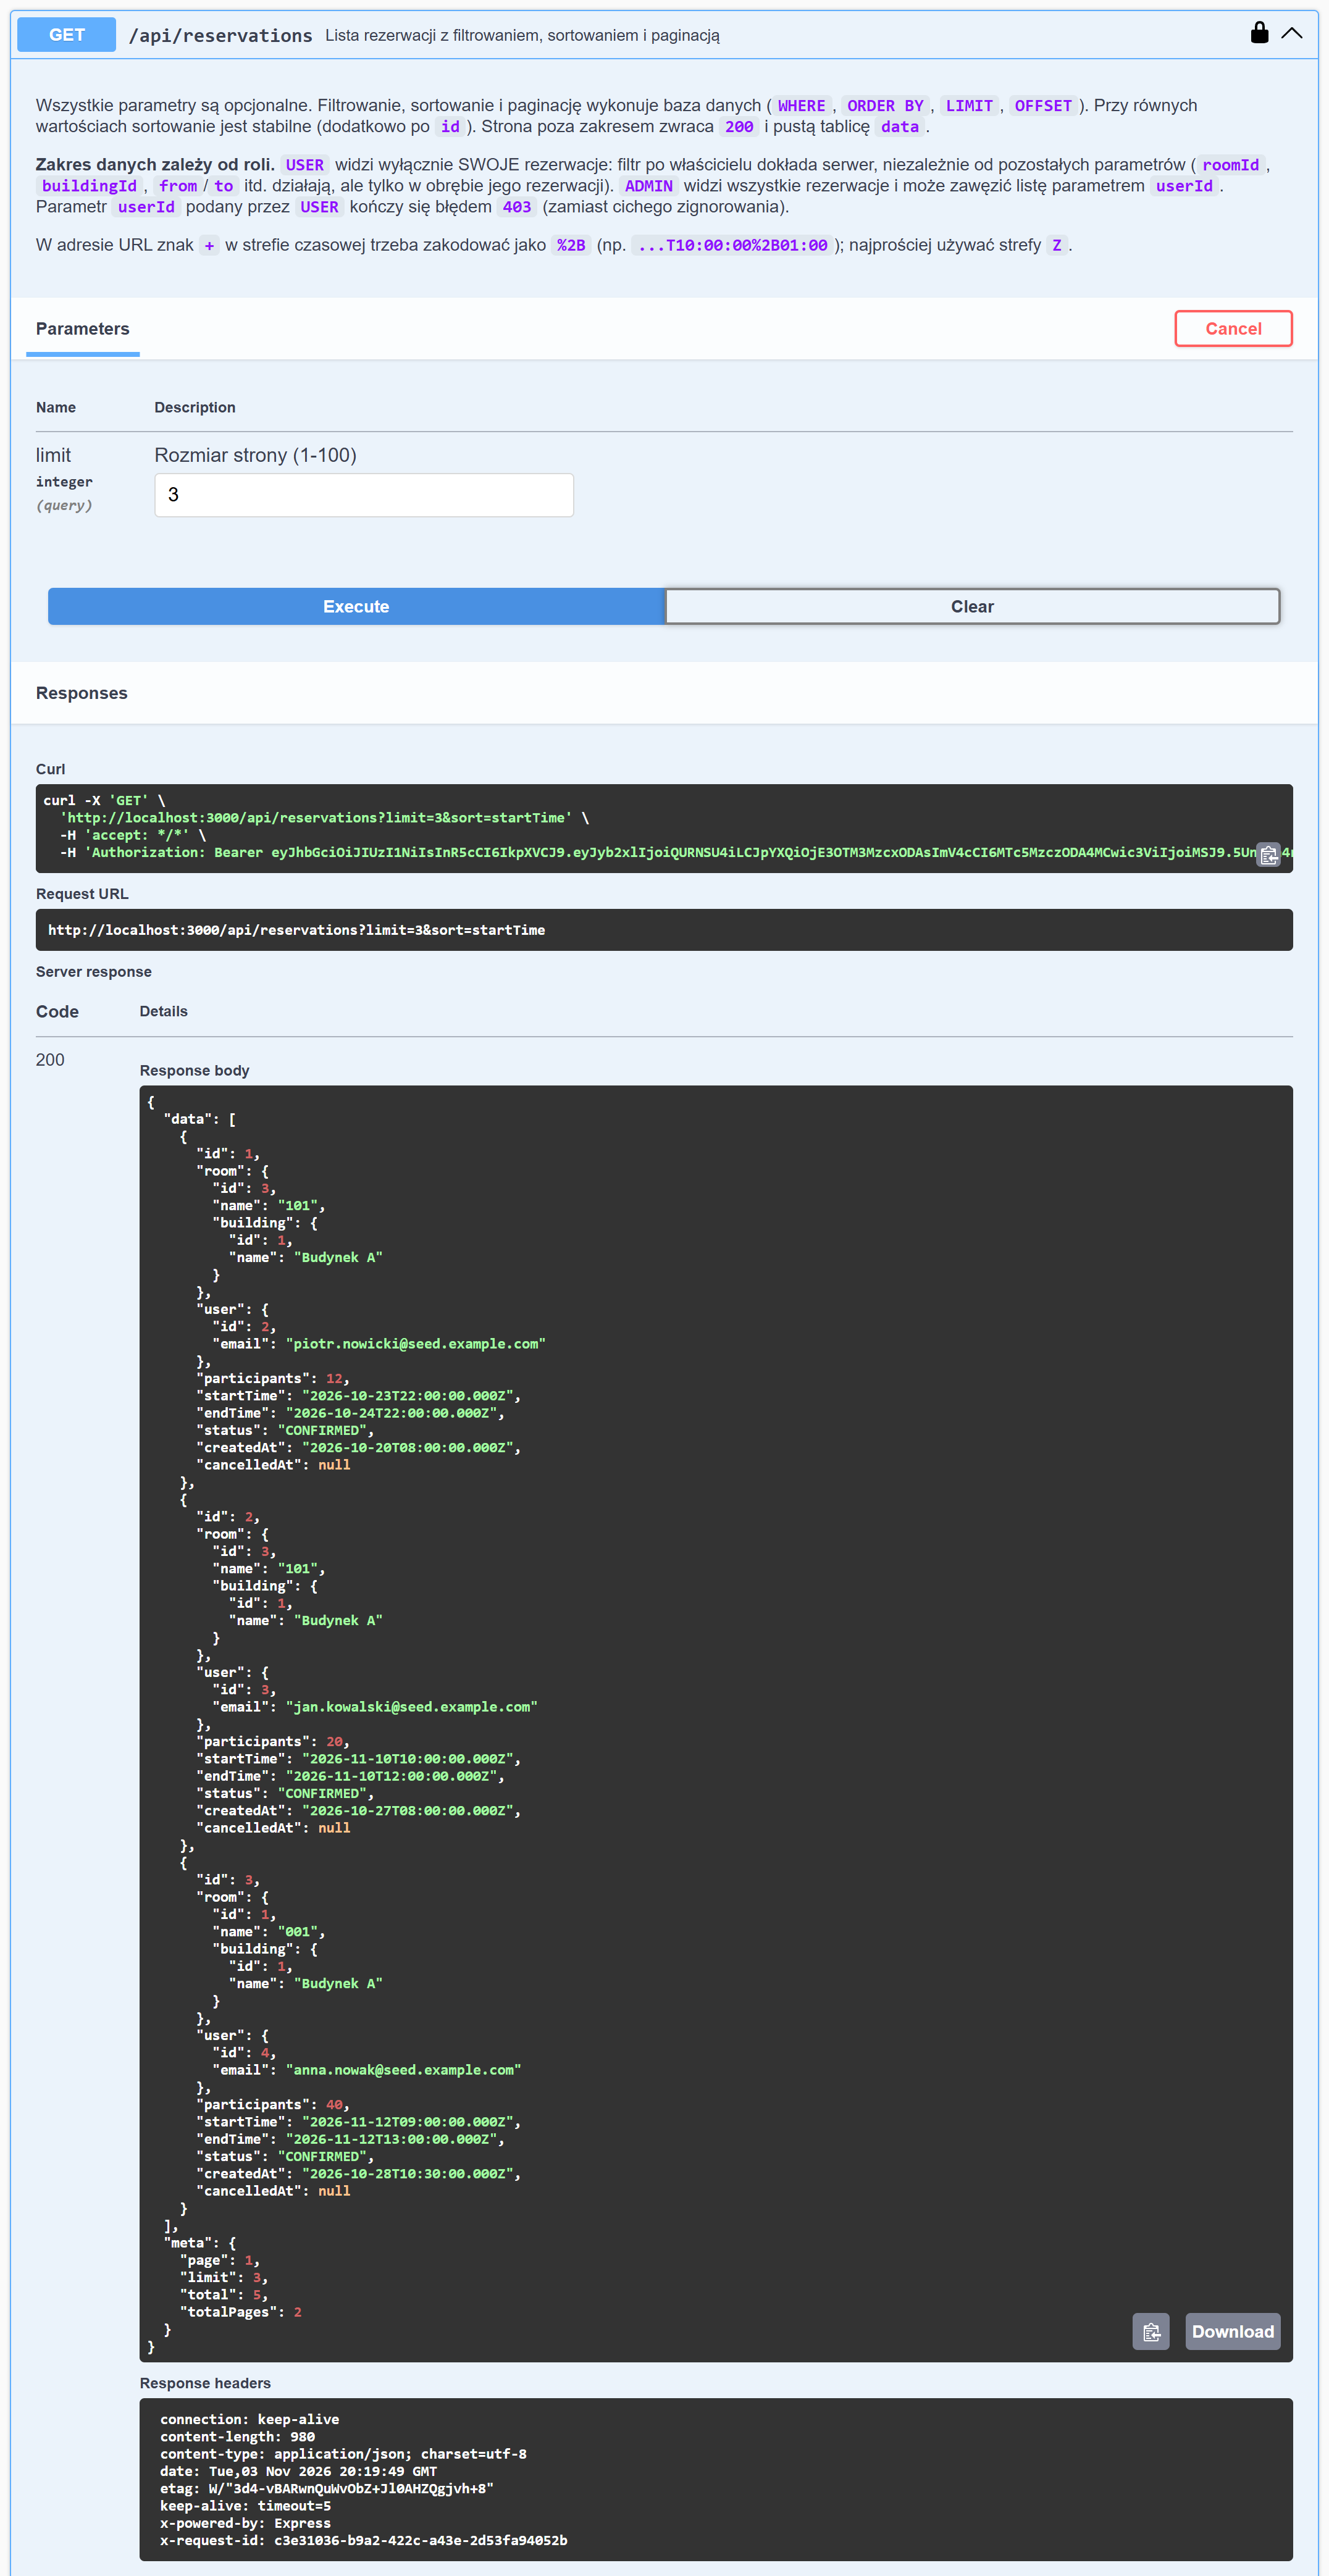 GET /api/reservations Lista rezerwacji z filtrowaniem, sortowaniem i paginacją
Wszystkie parametry są opcjonalne. Filtrowanie, sortowanie i paginację wykonuje baza danych ( WHERE , ORDER BY , LIMIT , OFFSET ). Przy równych
wartościach sortowanie jest stabilne (dodatkowo po id ). Strona poza zakresem zwraca 200 i pustą tablicę data .
Zakres danych zależy od roli. USER widzi wyłącznie SWOJE rezerwacje: filtr po właścicielu dokłada serwer, niezależnie od pozostałych parametrów ( roomId ,
buildingId , from / to itd. działają, ale tylko w obrębie jego rezerwacji). ADMIN widzi wszystkie rezerwacje i może zawęzić listę parametrem userId .
Parametr userId podany przez USER kończy się błędem 403 (zamiast cichego zignorowania).
W adresie URL znak + w strefie czasowej trzeba zakodować jako %2B (np. ...T10:00:00%2B01:00 ); najprościej używać strefy Z .
Parameters
Cancel
Name Description
limit Rozmiar strony (1-100)
integer
(query)
3
Execute Clear
Responses
Curl
curl -X 'GET' \
'http://localhost:3000/api/reservations?limit=3&sort=startTime' \
-H 'accept: */*' \
-H 'Authorization: Bearer eyJhbGciOiJIUzI1NiIsInR5cCI6IkpXVCJ9.eyJyb2xlIjoiQURNSU4iLCJpYXQiOjE3OTM3MzcxODAsImV4cCI6MTc5MzczODA4MCwic3ViIjoiMSJ9.5Un
Request URL
http://localhost:3000/api/reservations?limit=3&sort=startTime
Server response
Code Details
200
Response body
{
"data": [
{
"id": 1,
"room": {
"id": 3,
"name": "101",
"building": {
"id": 1,
"name": "Budynek A"
}
},
"user": {
"id": 2,
"email": "piotr.nowicki@seed.example.com"
},
"participants": 12,
"startTime": "2026-10-23T22:00:00.000Z",
"endTime": "2026-10-24T22:00:00.000Z",
"status": "CONFIRMED",
"createdAt": "2026-10-20T08:00:00.000Z",
"cancelledAt": null
},
{
"id": 2,
"room": {
"id": 3,
"name": "101",
"building": {
"id": 1,
"name": "Budynek A"
}
},
"user": {
"id": 3,
"email": "jan.kowalski@seed.example.com"
},
"participants": 20,
"startTime": "2026-11-10T10:00:00.000Z",
"endTime": "2026-11-10T12:00:00.000Z",
"status": "CONFIRMED",
"createdAt": "2026-10-27T08:00:00.000Z",
"cancelledAt": null
},
{
"id": 3,
"room": {
"id": 1,
"name": "001",
"building": {
"id": 1,
"name": "Budynek A"
}
},
"user": {
"id": 4,
"email": "anna.nowak@seed.example.com"
},
"participants": 40,
"startTime": "2026-11-12T09:00:00.000Z",
"endTime": "2026-11-12T13:00:00.000Z",
"status": "CONFIRMED",
"createdAt": "2026-10-28T10:30:00.000Z",
"cancelledAt": null
}
],
"meta": {
"page": 1,
"limit": 3,
"total": 5,
"totalPages": 2
}
}
Download
Response headers
connection: keep-alive
content-length: 980
content-type: application/json; charset=utf-8
date: Tue,03 Nov 2026 20:19:49 GMT
etag: W/"3d4-vBARwnQuWvObZ+Jl0AHZQgjvh+8"
keep-alive: timeout=5
x-powered-by: Express
x-request-id: c3e31036-b9a2-422c-a43e-2d53fa94052b